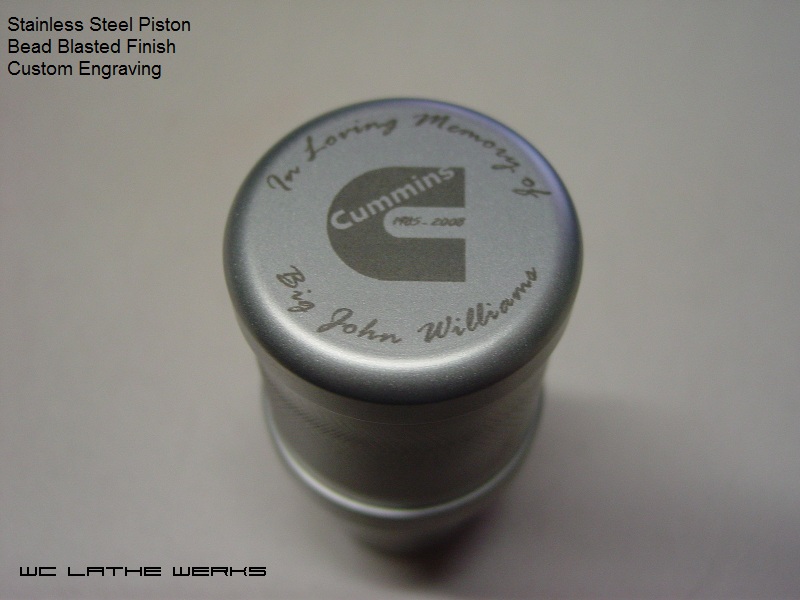 Stainless Steel Piston
Bead Blasted Finish
Custom Engraving
In Loving Memory of
Cummins
1985-2008
Big John Williams
WC LATHE WERKS